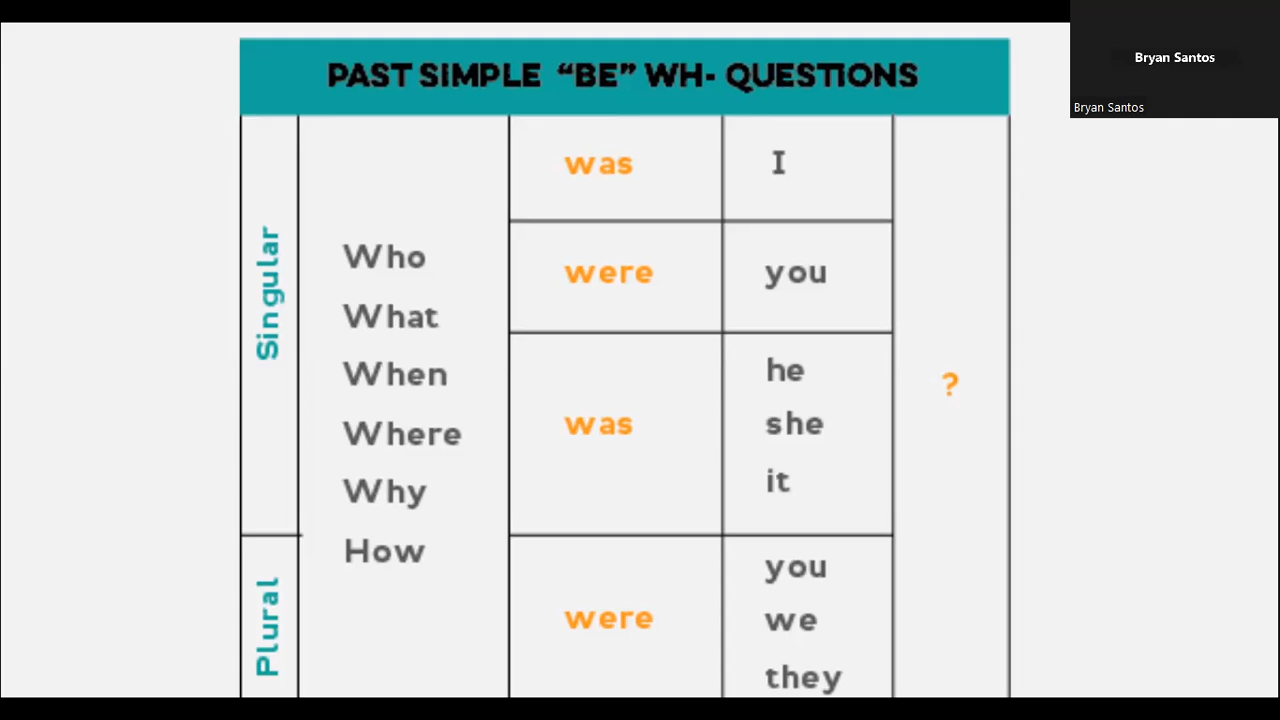 PAST SIMPLE “BE” WH- QUESTIONS
Singular
Who
What
When
Where
Why
How
was
I
were
you
was
he
she
it
?
Plural
were
you
we
they
Bryan Santos
Bryan Santos